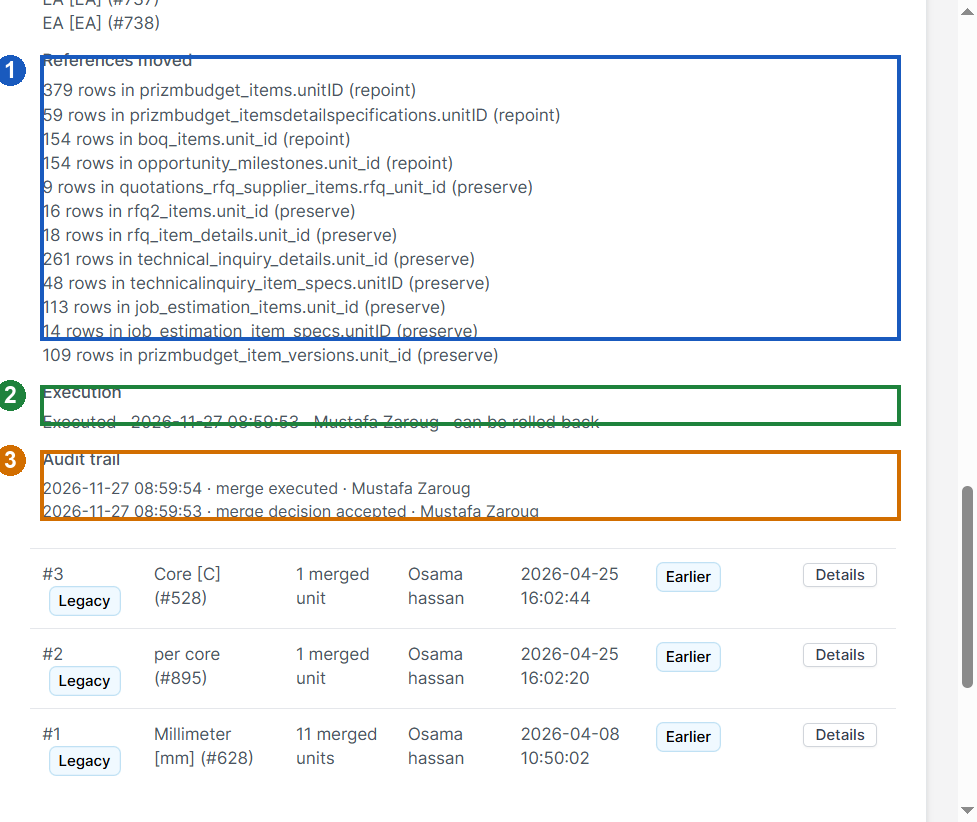 EA [EA] (#737)
EA [EA] (#738)
1
References moved
379 rows in prizmbudget_items.unitID (repoint)
59 rows in prizmbudget_itemsdetailspecifications.unitID (repoint)
154 rows in boq_items.unit_id (repoint)
154 rows in opportunity_milestones.unit_id (repoint)
9 rows in quotations_rfq_supplier_items.rfq_unit_id (preserve)
16 rows in rfq2_items.unit_id (preserve)
18 rows in rfq_item_details.unit_id (preserve)
261 rows in technical_inquiry_details.unit_id (preserve)
48 rows in technicalinquiry_item_specs.unitID (preserve)
113 rows in job_estimation_items.unit_id (preserve)
14 rows in job_estimation_item_specs.unitID (preserve)
109 rows in prizmbudget_item_versions.unit_id (preserve)
2
Execution
Executed · 2026-11-27 08:59:53 · Mustafa Zaroug · can be rolled back
3
Audit trail
2026-11-27 08:59:54 · merge executed · Mustafa Zaroug
2026-11-27 08:59:53 · merge decision accepted · Mustafa Zaroug
#3 Core [C] 1 merged Osama 2026-04-25 Earlier Details
Legacy (#528) unit hassan 16:02:44
#2 per core 1 merged Osama 2026-04-25 Earlier Details
Legacy (#895) unit hassan 16:02:20
#1 Millimeter 11 merged Osama 2026-04-08 Earlier Details
Legacy [mm] (#628) units hassan 10:50:02